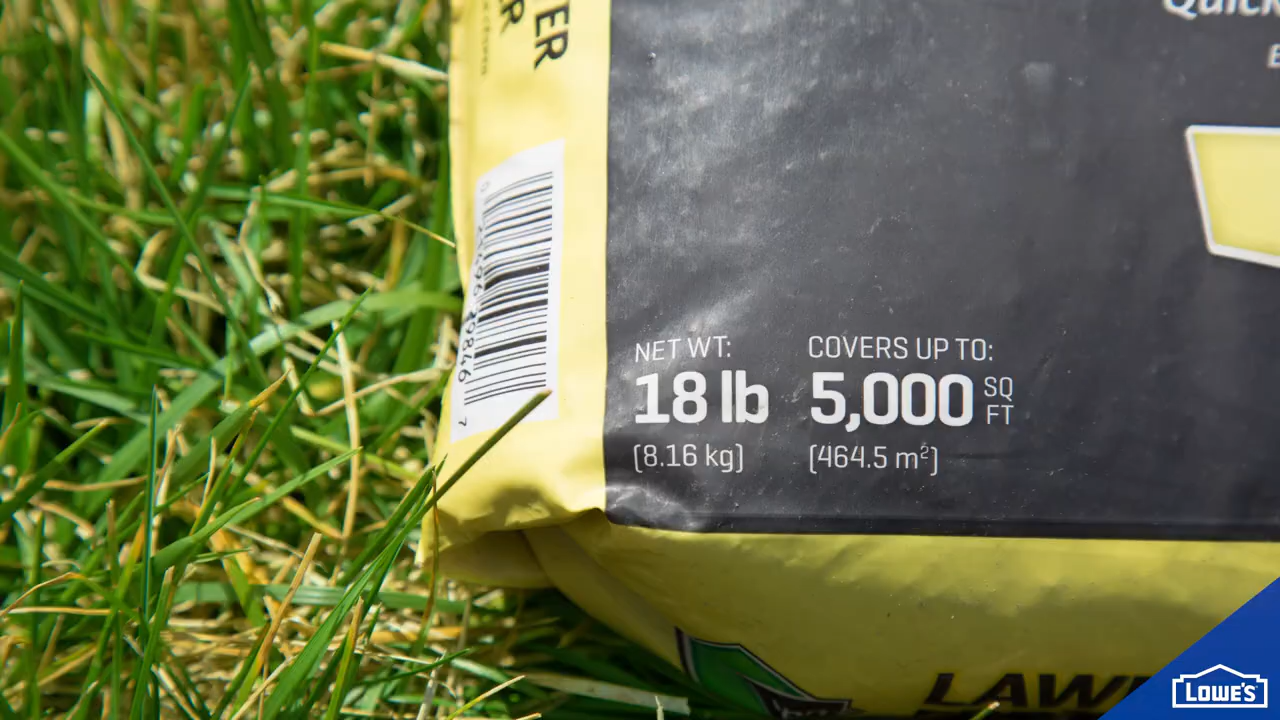 ER
R
Quick
NET WT:
18 lb
(8.16 kg)
COVERS UP TO:
5,000 SQ FT
(464.5 m²)
LAW
LOWE'S